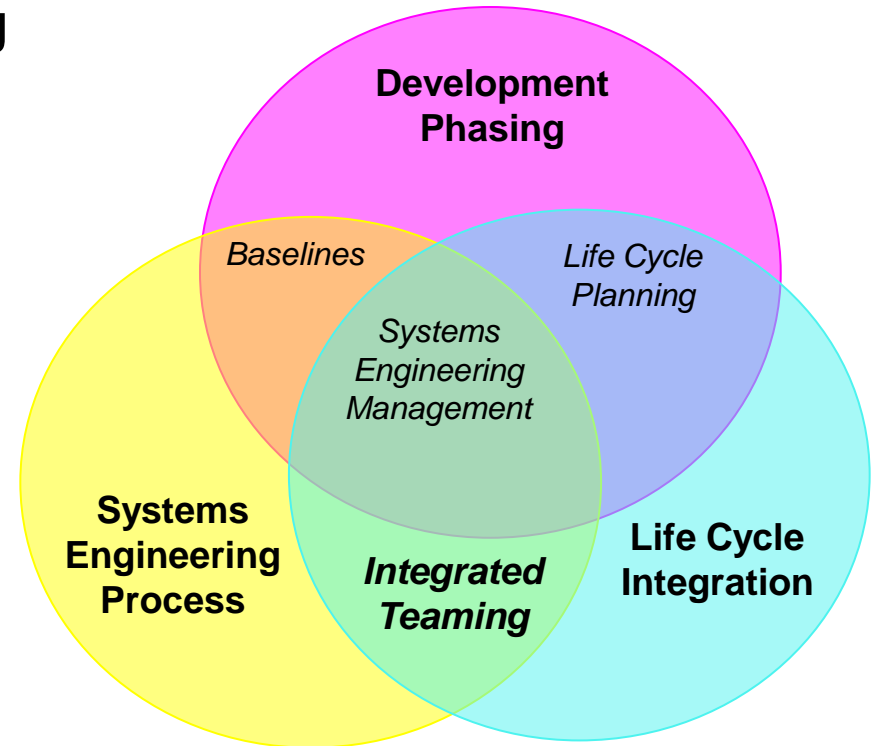 g
Development
Phasing
Baselines
Life Cycle
Planning
Systems
Engineering
Management
Systems
Engineering
Process
Integrated
Teaming
Life Cycle
Integration